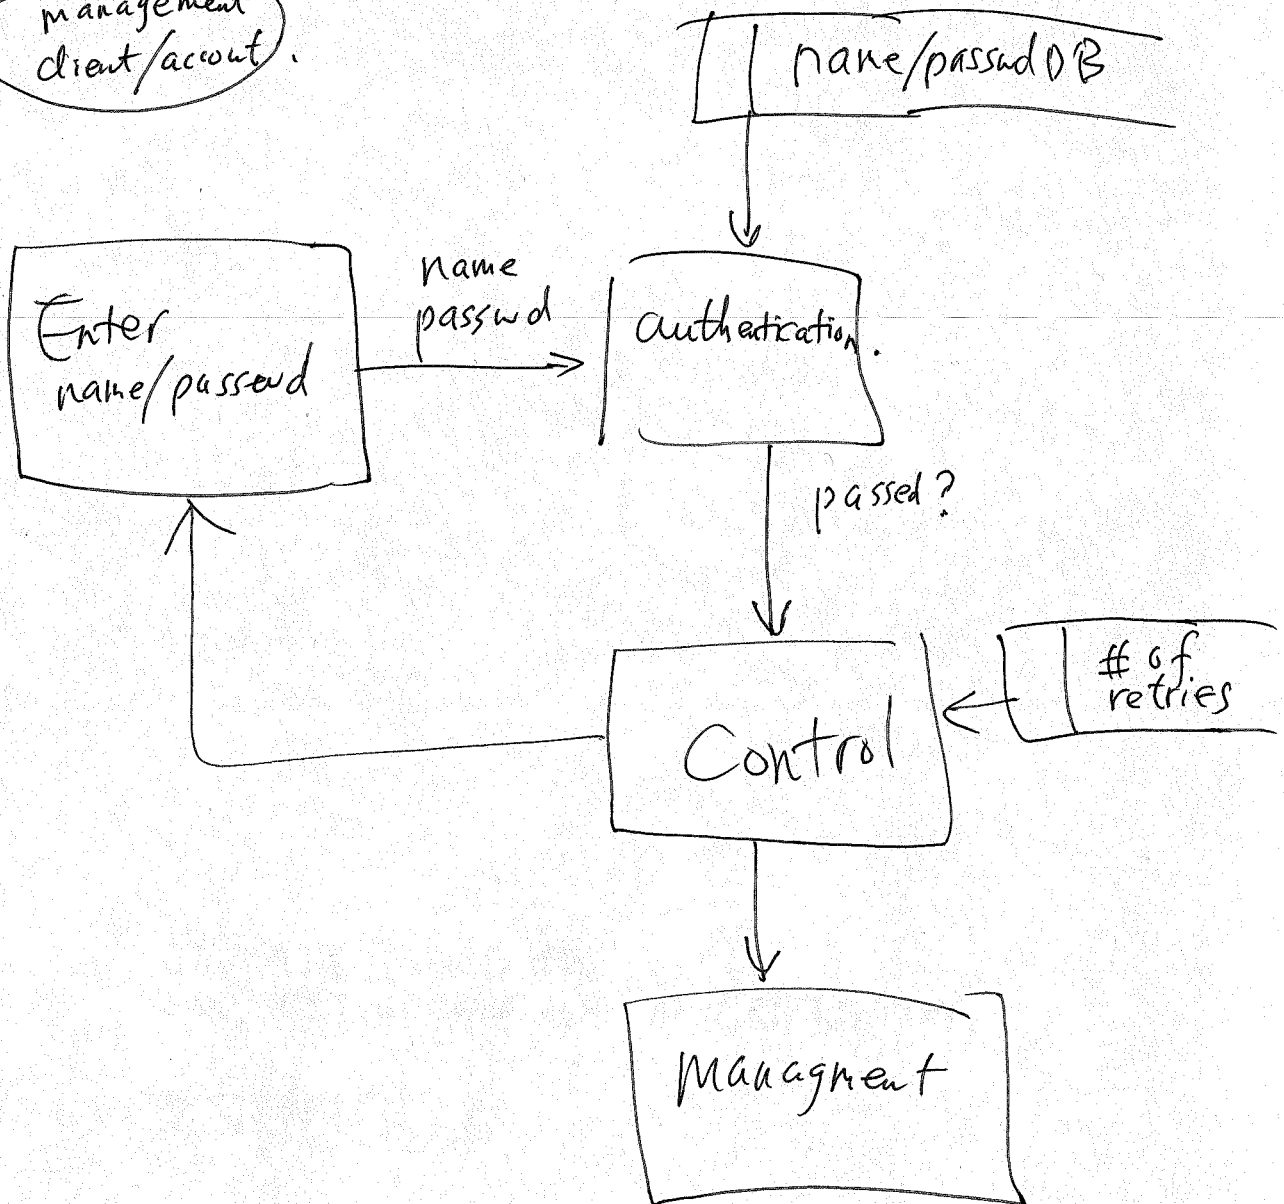 management
client/accout.
name/passwd DB
name
passwd
Enter
name/passwd
authentication.
passed?
# of
retries
Control
Managment